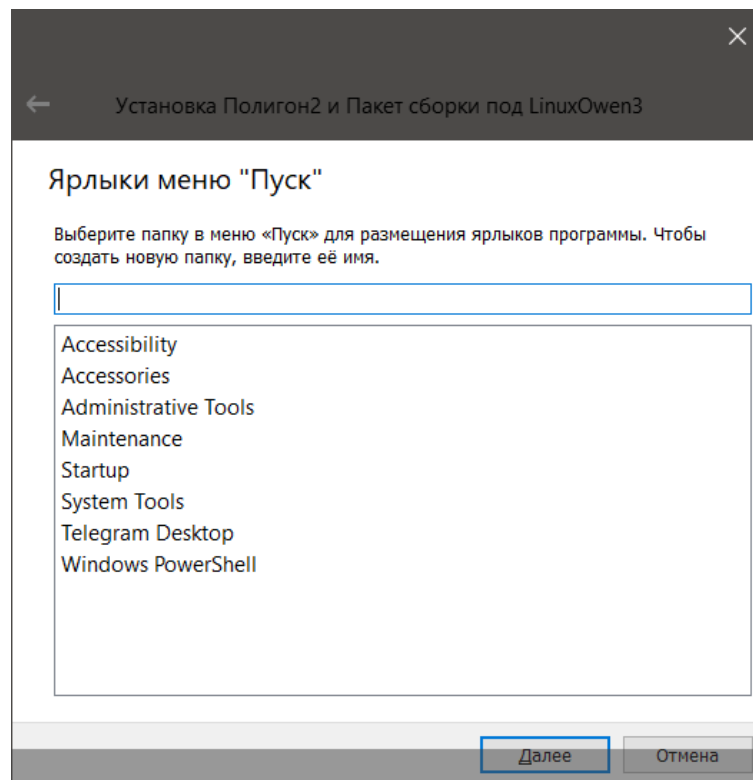 Установка Полигон2 и Пакет сборки под LinuxOwen3
Ярлыки меню "Пуск"
Выберите папку в меню «Пуск» для размещения ярлыков программы. Чтобы
создать новую папку, введите её имя.
Accessibility
Accessories
Administrative Tools
Maintenance
Startup
System Tools
Telegram Desktop
Windows PowerShell
Далее
Отмена